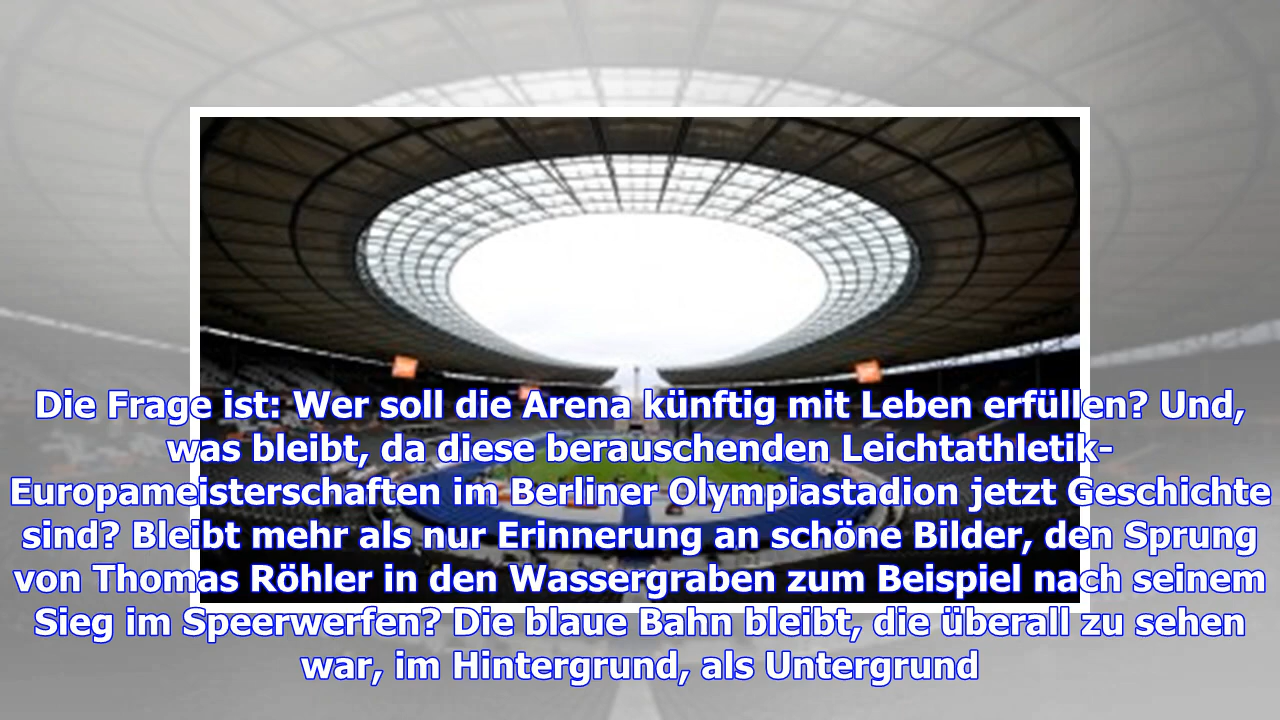 Die Frage ist: Wer soll die Arena künftig mit Leben erfüllen? Und,
was bleibt, da diese berauschenden Leichtathletik-
Europameisterschaften im Berliner Olympiastadion jetzt Geschichte
sind? Bleibt mehr als nur Erinnerung an schöne Bilder, den Sprung
von Thomas Röhler in den Wassergraben zum Beispiel nach seinem
Sieg im Speerwerfen? Die blaue Bahn bleibt, die überall zu sehen
war, im Hintergrund, als Untergrund